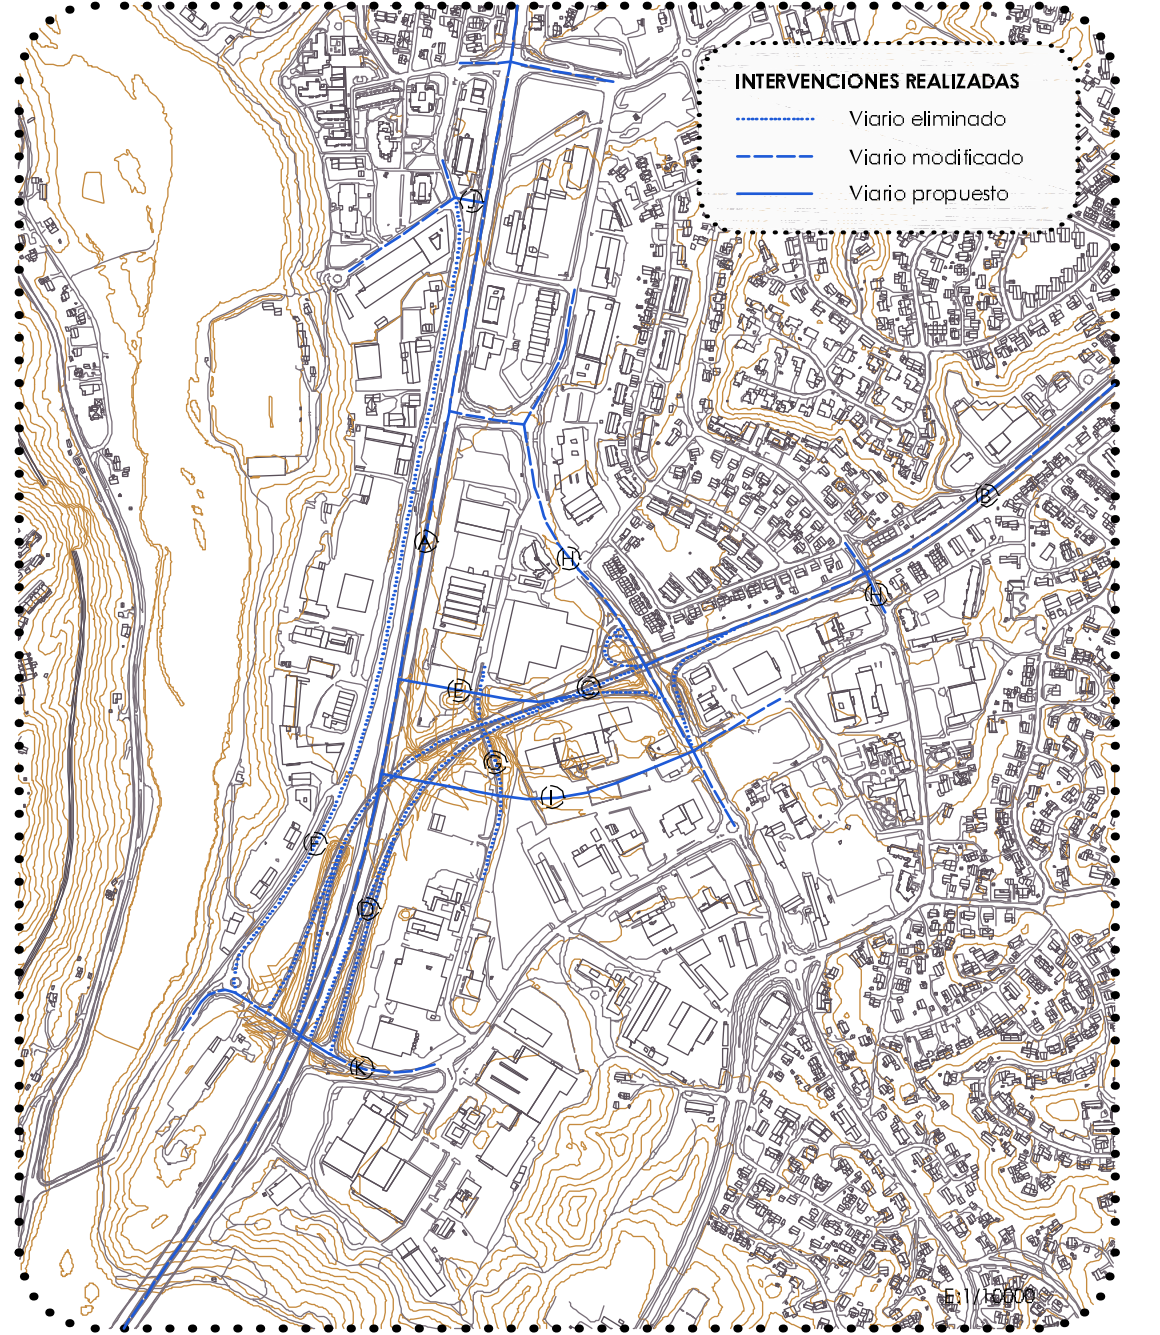 INTERVENCIONES REALIZADAS
Viario eliminado
Viario modificado
Viario propuesto
J
B
A
H
H
E
C
G
I
F
D
K
E:1/10000